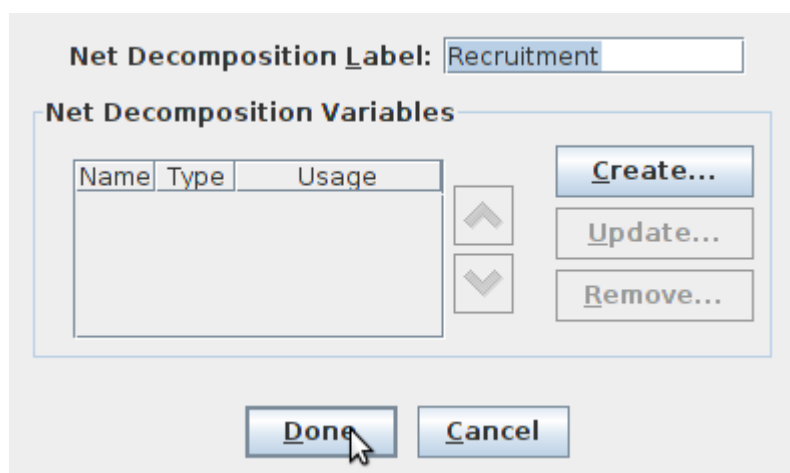 Net Decomposition Label: Recruitment
Net Decomposition Variables
Name Type Usage
Create...
Update...
Remove...
Done Cancel